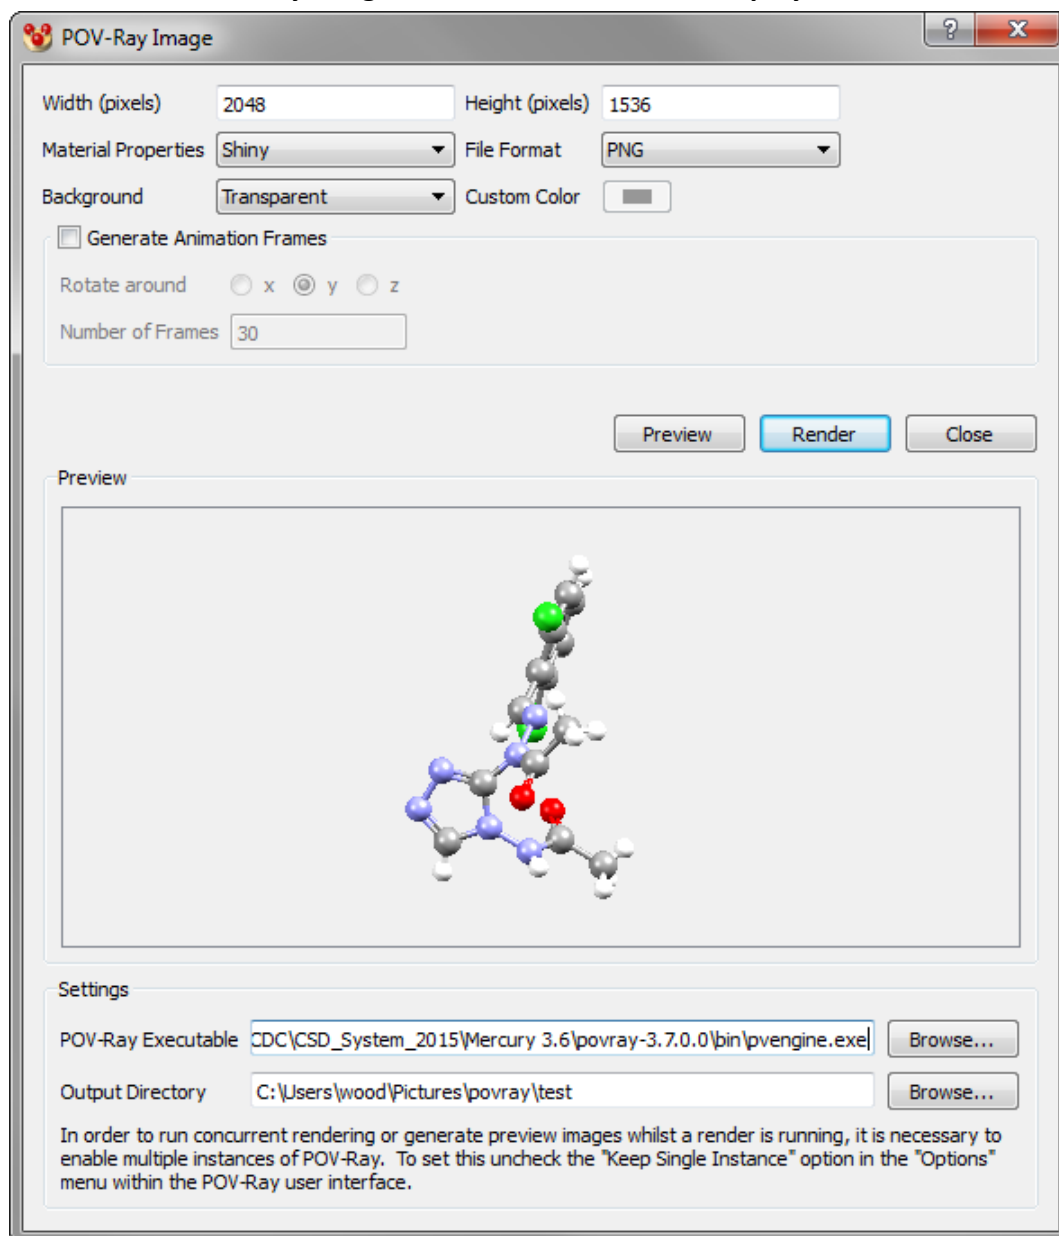 POV-Ray Image
Width (pixels) 2048 Height (pixels) 1536
Material Properties Shiny File Format PNG
Background Transparent Custom Color
Generate Animation Frames
Rotate around x y z
Number of Frames 30
Preview Render Close
Preview
Settings
POV-Ray Executable CDC\CSD_System_2015\Mercury 3.6\povray-3.7.0.0\bin\pvengine.exe Browse...
Output Directory C:\Users\wood\Pictures\povray\test Browse...
In order to run concurrent rendering or generate preview images whilst a render is running, it is necessary to
enable multiple instances of POV-Ray. To set this uncheck the "Keep Single Instance" option in the "Options"
menu within the POV-Ray user interface.